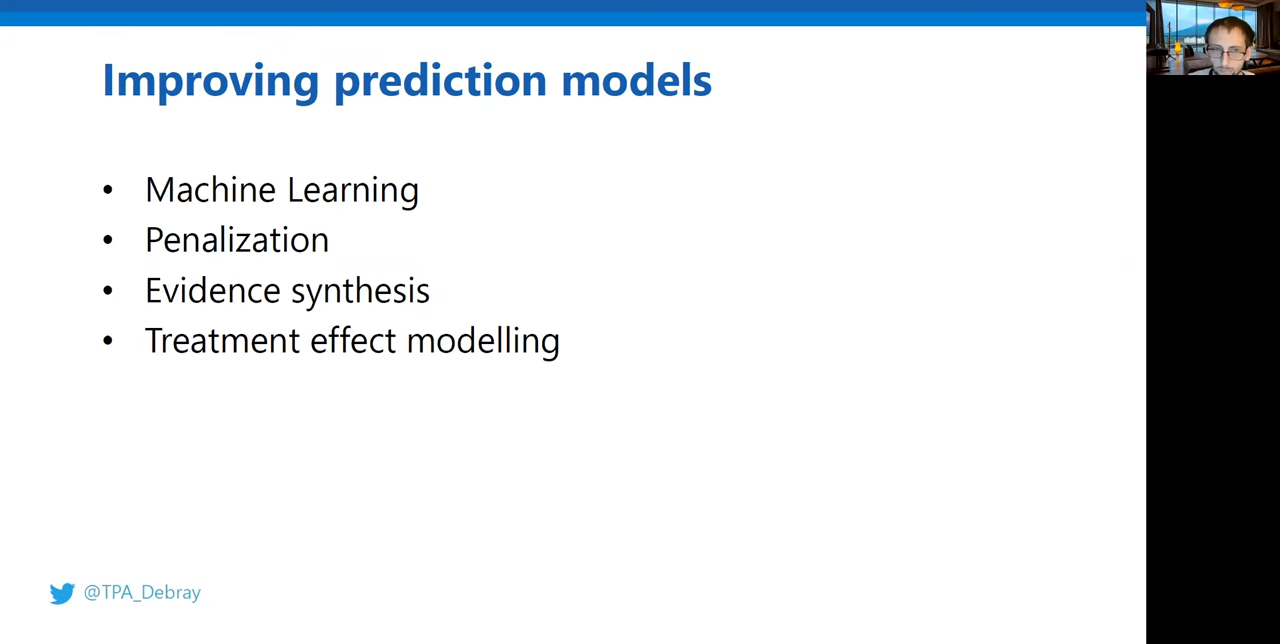 Improving prediction models
• Machine Learning
• Penalization
• Evidence synthesis
• Treatment effect modelling
@TPA_Debray